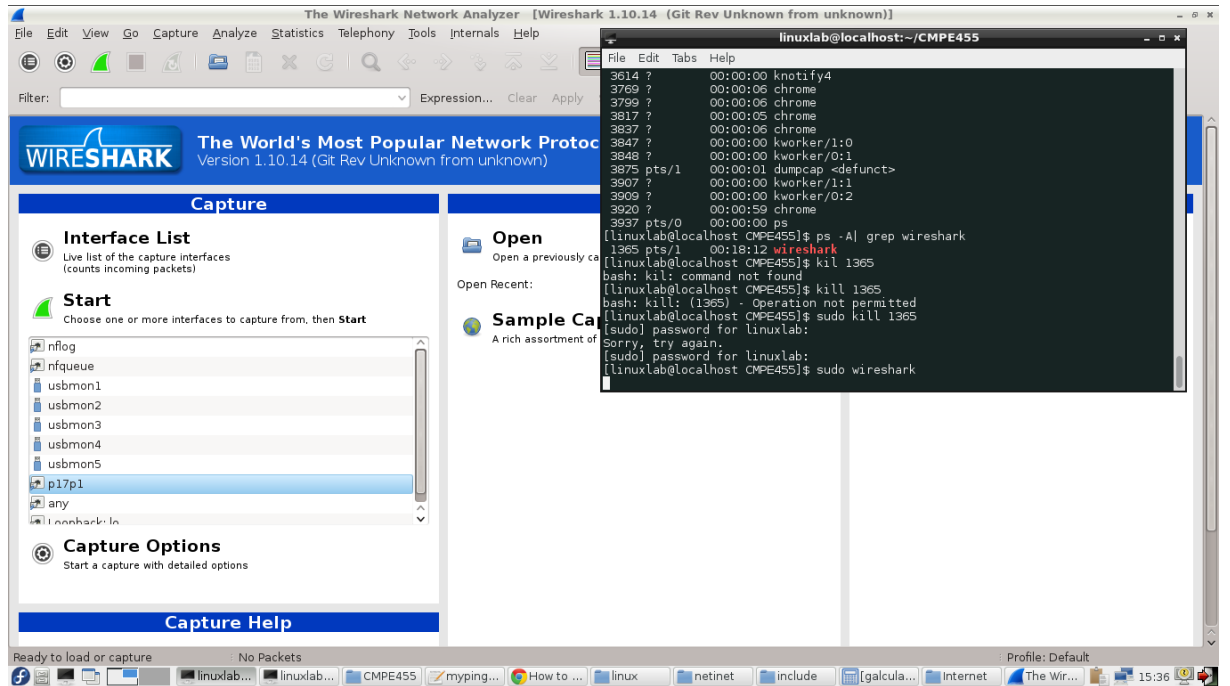 The Wireshark Network Analyzer [Wireshark 1.10.14 (Git Rev Unknown from unknown)]
File Edit View Go Capture Analyze Statistics Telephony Tools Internals Help
Filter: Expression... Clear Apply
WIRESHARK
The World's Most Popular Network Protoc
Version 1.10.14 (Git Rev Unknown from unknown)
Capture
Interface List
Live list of the capture interfaces
(counts incoming packets)
Start
Choose one or more interfaces to capture from, then Start
nflog
nfqueue
usbmon1
usbmon2
usbmon3
usbmon4
usbmon5
p17p1
any
Loopback: lo
Capture Options
Start a capture with detailed options
Capture Help
Open
Open a previously ca
Open Recent:
Sample Ca
A rich assortment of
linuxlab@localhost:~/CMPE455
File Edit Tabs Help
3614 ? 00:00:00 knotify4
3769 ? 00:00:06 chrome
3799 ? 00:00:06 chrome
3817 ? 00:00:05 chrome
3837 ? 00:00:06 chrome
3847 ? 00:00:00 kworker/1:0
3848 ? 00:00:00 kworker/0:1
3875 pts/1 00:00:01 dumpcap <defunct>
3907 ? 00:00:00 kworker/1:1
3909 ? 00:00:00 kworker/0:2
3920 ? 00:00:59 chrome
3937 pts/0 00:00:00 ps
[linuxlab@localhost CMPE455]$ ps -A| grep wireshark
1365 pts/1 00:18:12 wireshark
[linuxlab@localhost CMPE455]$ kil 1365
bash: kil: command not found
[linuxlab@localhost CMPE455]$ kill 1365
bash: kill: (1365) - Operation not permitted
[linuxlab@localhost CMPE455]$ sudo kill 1365
[sudo] password for linuxlab:
Sorry, try again.
[sudo] password for linuxlab:
[linuxlab@localhost CMPE455]$ sudo wireshark
Ready to load or capture No Packets Profile: Default
linuxlab... linuxlab... CMPE455 myping... How to ... linux netinet include [galcula... Internet The Wir... 15:36